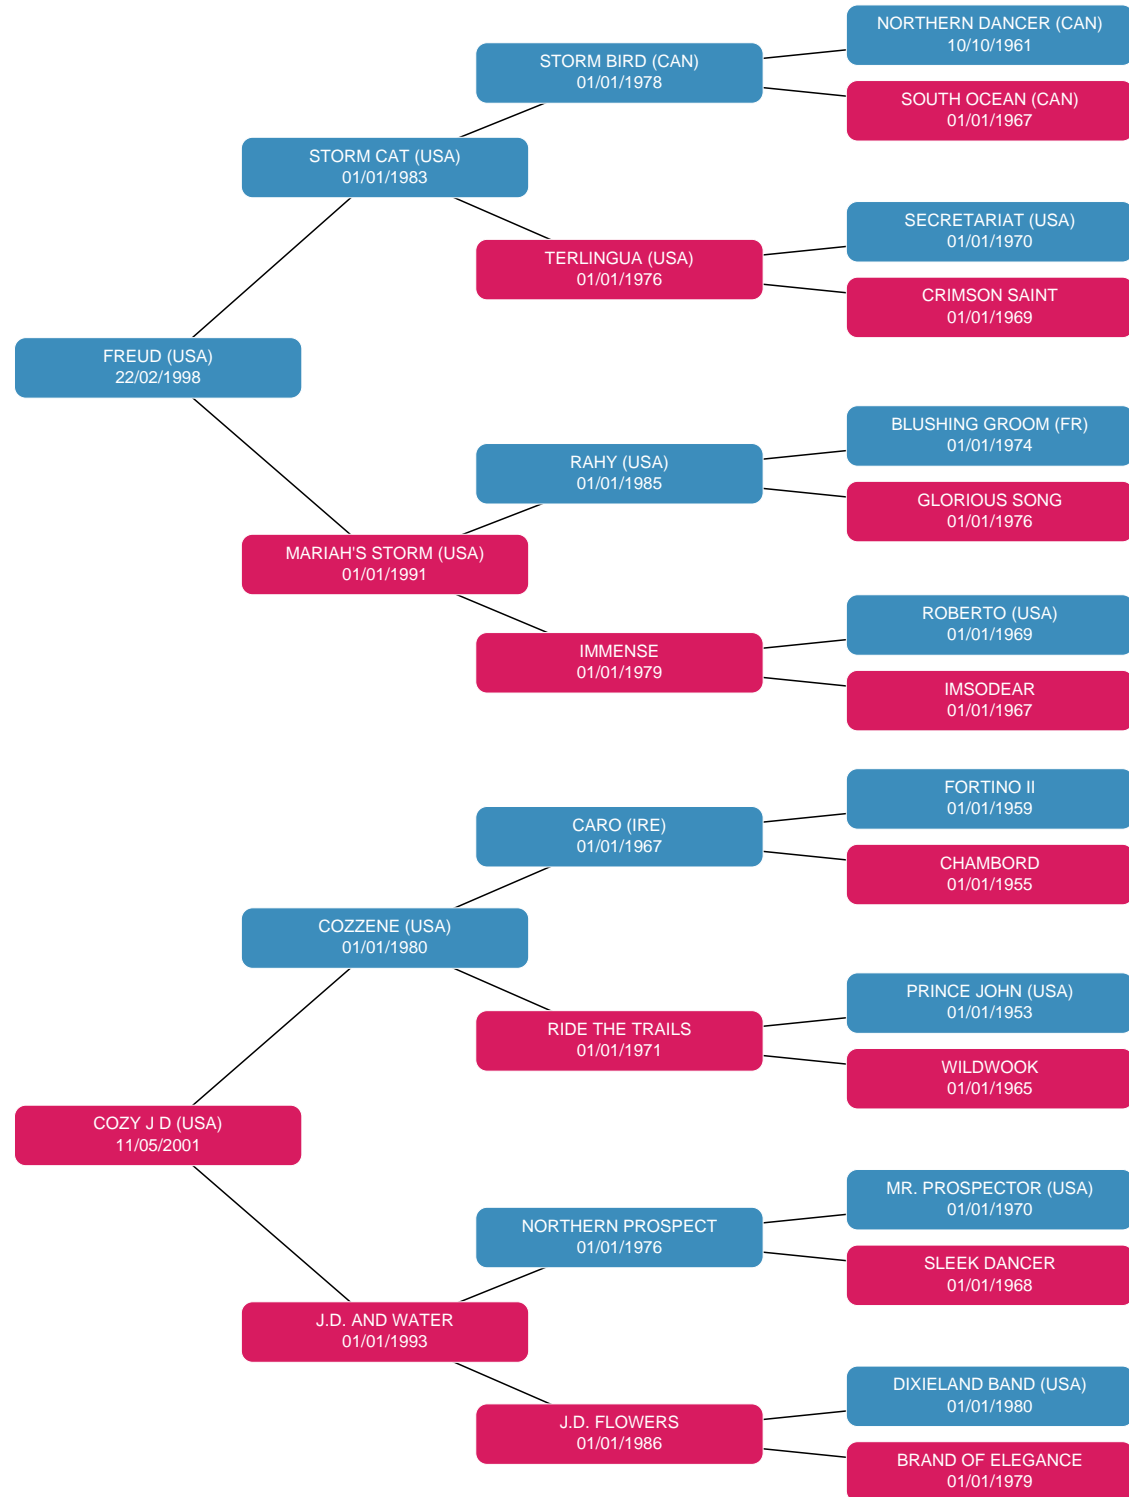 NORTHERN DANCER (CAN)
10/10/1961
STORM BIRD (CAN)
01/01/1978
SOUTH OCEAN (CAN)
01/01/1967
STORM CAT (USA)
01/01/1983
SECRETARIAT (USA)
01/01/1970
TERLINGUA (USA)
01/01/1976
CRIMSON SAINT
01/01/1969
FREUD (USA)
22/02/1998
BLUSHING GROOM (FR)
01/01/1974
RAHY (USA)
01/01/1985
GLORIOUS SONG
01/01/1976
MARIAH'S STORM (USA)
01/01/1991
ROBERTO (USA)
01/01/1969
IMMENSE
01/01/1979
IMSODEAR
01/01/1967
FORTINO II
01/01/1959
CARO (IRE)
01/01/1967
CHAMBORD
01/01/1955
COZZENE (USA)
01/01/1980
PRINCE JOHN (USA)
01/01/1953
RIDE THE TRAILS
01/01/1971
WILDWOOK
01/01/1965
COZY J D (USA)
11/05/2001
MR. PROSPECTOR (USA)
01/01/1970
NORTHERN PROSPECT
01/01/1976
SLEEK DANCER
01/01/1968
J.D. AND WATER
01/01/1993
DIXIELAND BAND (USA)
01/01/1980
J.D. FLOWERS
01/01/1986
BRAND OF ELEGANCE
01/01/1979